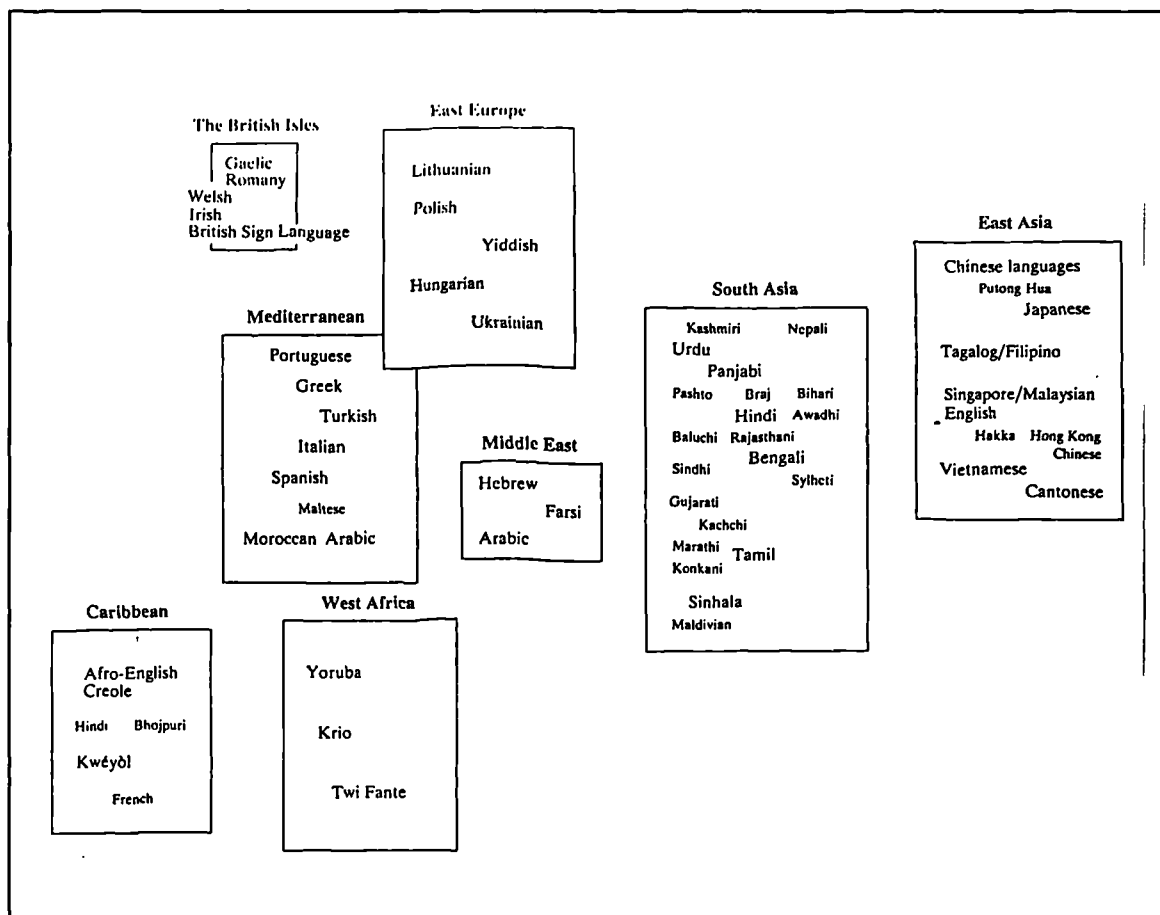 The British Isles
Gaelic
Romany
Welsh
Irish
British Sign Language
East Europe
Lithuanian
Polish
Yiddish
Hungarian
Ukrainian
Mediterranean
Portuguese
Greek
Turkish
Italian
Spanish
Maltese
Moroccan Arabic
Middle East
Hebrew
Farsi
Arabic
South Asia
Kashmiri Nepali
Urdu
Panjabi
Pashto Braj Bihari
Hindi Awadhi
Baluchi Rajasthani
Bengali
Sindhi
Sylheti
Gujarati
Kachchi
Marathi
Tamil
Konkani
Sinhala
Maldivian
East Asia
Chinese languages
Putong Hua
Japanese
Tagalog/Filipino
Singapore/Malaysian
English
Hakka Hong Kong
Chinese
Vietnamese
Cantonese
Caribbean
Afro-English
Creole
Hindi Bhojpuri
Kwéyòl
French
West Africa
Yoruba
Krio
Twi Fante